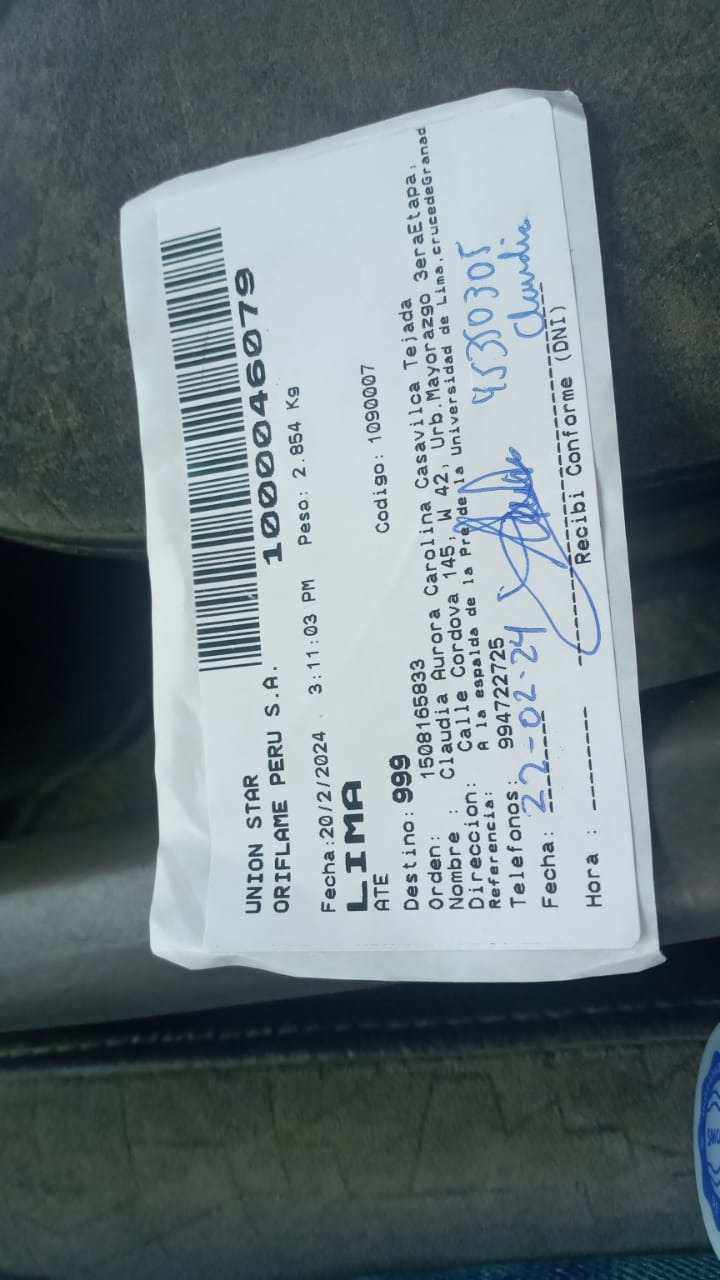 UNION STAR
ORIFLAME PERU S.A. 1000046079
Fecha:20/2/2024 3:11:03 PM Peso: 2.854 Kg
LIMA
ATE Codigo: 1090007
Destino: 999
Orden: 1508165833
Nombre : Claudia Aurora Carolina Casavilca Tejada
Direccion: Calle Cordova 145, W 42, Urb.Mayorazgo 3eraEtapa,
Referencia: A la espalda de la Pre de la Universidad de Lima,crucedeGranad
Telefonos: 994722725 45350305
Fecha: 22-02-24 Claudia
Hora : -------- Recibi Conforme (DNI)